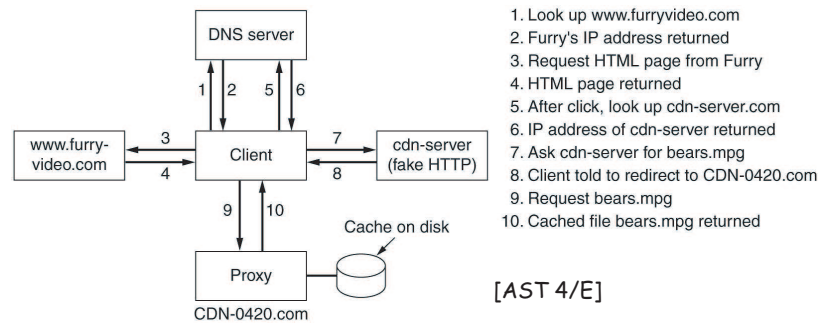 DNS server
1
2
5
6
www.furry-
video.com
3
4
Client
7
8
cdn-server
(fake HTTP)
9
10
Cache on disk
Proxy
CDN-0420.com
1. Look up www.furryvideo.com
2. Furry's IP address returned
3. Request HTML page from Furry
4. HTML page returned
5. After click, look up cdn-server.com
6. IP address of cdn-server returned
7. Ask cdn-server for bears.mpg
8. Client told to redirect to CDN-0420.com
9. Request bears.mpg
10. Cached file bears.mpg returned
[AST 4/E]